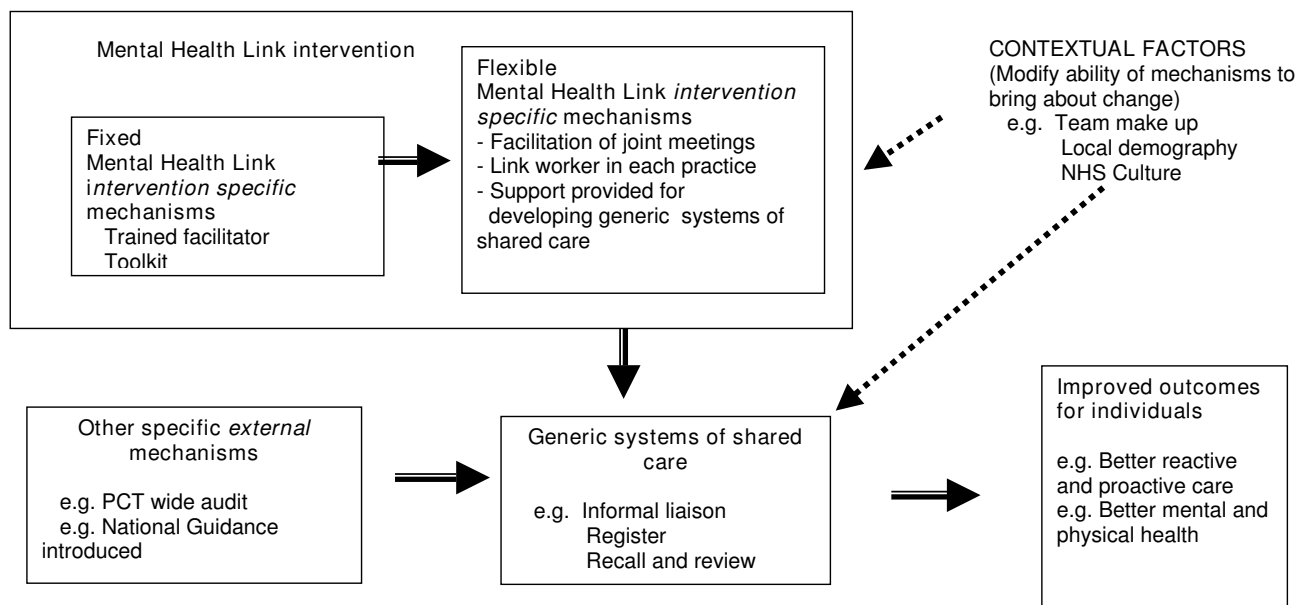 Mental Health Link intervention
Fixed
Mental Health Link
intervention specific
mechanisms
Trained facilitator
Toolkit
Flexible
Mental Health Link intervention
specific mechanisms
- Facilitation of joint meetings
- Link worker in each practice
- Support provided for
developing generic systems of
shared care
CONTEXTUAL FACTORS
(Modify ability of mechanisms to
bring about change)
e.g. Team make up
Local demography
NHS Culture
Other specific external
mechanisms
e.g. PCT wide audit
e.g. National Guidance
introduced
Generic systems of shared
care
e.g. Informal liaison
Register
Recall and review
Improved outcomes
for individuals
e.g. Better reactive
and proactive care
e.g. Better mental and
physical health